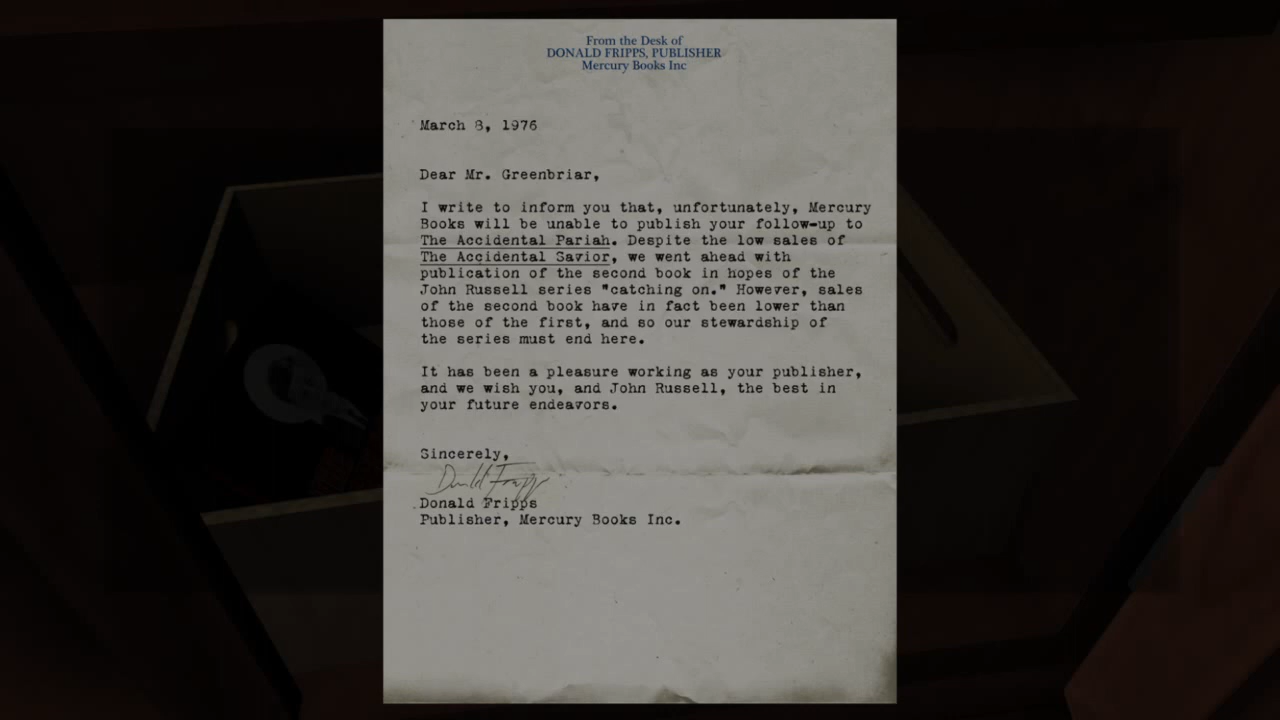 From the Desk of
DONALD FRIPPS, PUBLISHER
Mercury Books Inc
March 8, 1976
Dear Mr. Greenbriar,
I write to inform you that, unfortunately, Mercury
Books will be unable to publish your follow-up to
The Accidental Pariah. Despite the low sales of
The Accidental Savior, we went ahead with
publication of the second book in hopes of the
John Russell series "catching on." However, sales
of the second book have in fact been lower than
those of the first, and so our stewardship of
the series must end here.
It has been a pleasure working as your publisher,
and we wish you, and John Russell, the best in
your future endeavors.
Sincerely,
Donald Fripps
Donald Fripps
Publisher, Mercury Books Inc.